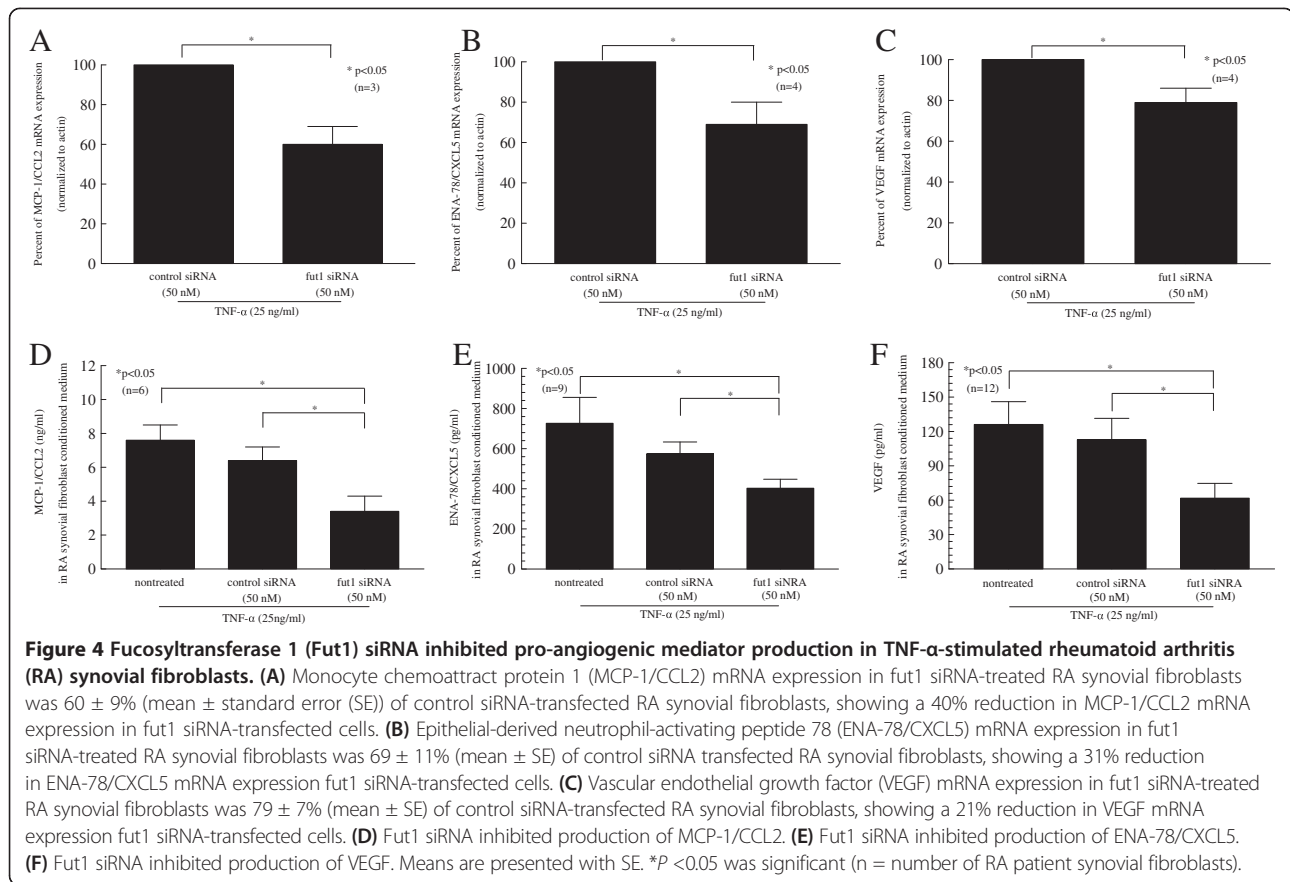 A
Percent of MCP-1/CCL2 mRNA expression
(normalized to actin)
100
80
60
40
20
0
*
* p<0.05
(n=3)
control siRNA
(50 nM)
fut1 siRNA
(50 nM)
TNF-α (25 ng/ml)
B
Percent of ENA-78/CXCL5 mRNA expression
(normalized to actin)
100
80
60
40
20
0
*
* p<0.05
(n=4)
control siRNA
(50 nM)
fut1 siRNA
(50 nM)
TNF-α (25 ng/ml)
C
Percent of VEGF mRNA expression
(normalized to actin)
100
80
60
40
20
0
*
* p<0.05
(n=4)
control siRNA
(50 nM)
fut1 siRNA
(50 nM)
TNF-α (25 ng/ml)
D
MCP-1/CCL2 (ng/ml)
in RA synovial fibroblast conditioned medium
12
10
8
6
4
2
0
*p<0.05
(n=6)
*
*
nontreated
control siRNA
(50 nM)
fut1 siRNA
(50 nM)
TNF-α (25ng/ml)
E
ENA-78/CXCL5 (pg/ml)
in RA synovial fibroblast conditioned medium
1000
800
600
400
200
0
*p<0.05
(n=9)
*
*
nontreated
control siRNA
(50 nM)
fut1 siNRA
(50 nM)
TNF-α (25 ng/ml)
F
VEGF (pg/ml)
in RA synovial fibroblast conditioned medium
180
150
120
90
60
30
0
*p<0.05
(n=12)
*
*
nontreated
control siRNA
(50 nM)
fut1 siNRA
(50 nM)
TNF-α (25 ng/ml)
Figure 4 Fucosyltransferase 1 (Fut1) siRNA inhibited pro-angiogenic mediator production in TNF-α-stimulated rheumatoid arthritis
(RA) synovial fibroblasts. (A) Monocyte chemoattract protein 1 (MCP-1/CCL2) mRNA expression in fut1 siRNA-treated RA synovial fibroblasts
was 60 ± 9% (mean ± standard error (SE)) of control siRNA-transfected RA synovial fibroblasts, showing a 40% reduction in MCP-1/CCL2 mRNA
expression in fut1 siRNA-transfected cells. (B) Epithelial-derived neutrophil-activating peptide 78 (ENA-78/CXCL5) mRNA expression in fut1
siRNA-treated RA synovial fibroblasts was 69 ± 11% (mean ± SE) of control siRNA transfected RA synovial fibroblasts, showing a 31% reduction
in ENA-78/CXCL5 mRNA expression fut1 siRNA-transfected cells. (C) Vascular endothelial growth factor (VEGF) mRNA expression in fut1 siRNA-treated
RA synovial fibroblasts was 79 ± 7% (mean ± SE) of control siRNA-transfected RA synovial fibroblasts, showing a 21% reduction in VEGF mRNA
expression fut1 siRNA-transfected cells. (D) Fut1 siRNA inhibited production of MCP-1/CCL2. (E) Fut1 siRNA inhibited production of ENA-78/CXCL5.
(F) Fut1 siRNA inhibited production of VEGF. Means are presented with SE. *P <0.05 was significant (n = number of RA patient synovial fibroblasts).